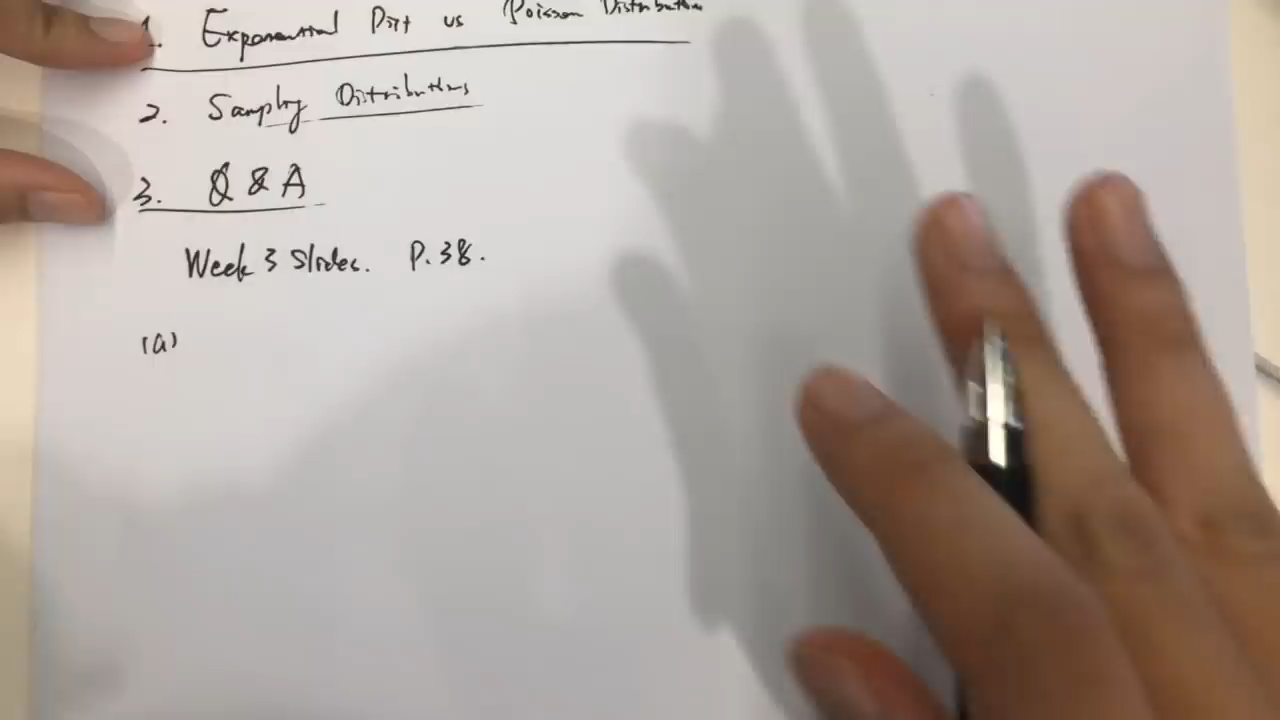 1. Exponential Dist vs Poisson Distribution
2. Sampling Distributions
3. Q & A
Week 3 Slides. P.38.
(a)